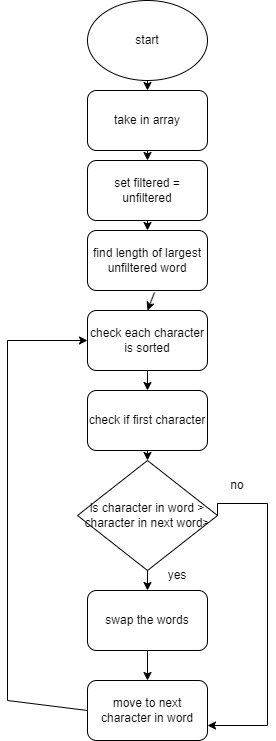 start
take in array
set filtered =
unfiltered
find length of largest
unfiltered word
check each character
is sorted
check if first character
is character in word >
character in next word>
no
yes
swap the words
move to next
character in word